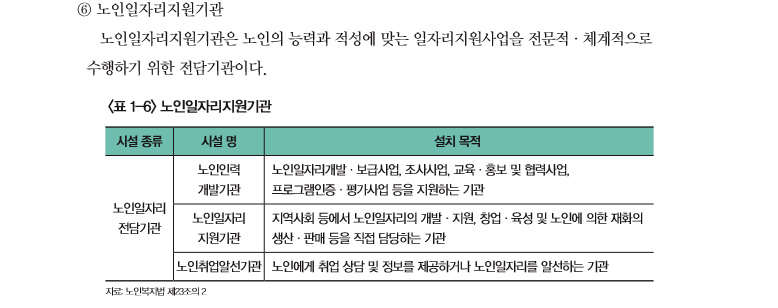 ⑥ 노인일자리지원기관
노인일자리지원기관은 노인의 능력과 적성에 맞는 일자리지원사업을 전문적·체계적으로
수행하기 위한 전담기관이다.
<표 1-6> 노인일자리지원기관
시설 종류 시설 명 설치 목적
노인일자리
전담기관
노인인력
개발기관
노인일자리개발·보급사업, 조사사업, 교육·홍보 및 협력사업,
프로그램인증·평가사업 등을 지원하는 기관
노인일자리
지원기관
지역사회 등에서 노인일자리의 개발·지원, 창업·육성 및 노인에 의한 재화의
생산·판매 등을 직접 담당하는 기관
노인취업알선기관 노인에게 취업 상담 및 정보를 제공하거나 노인일자리를 알선하는 기관
자료: 노인복지법 제23조의 2